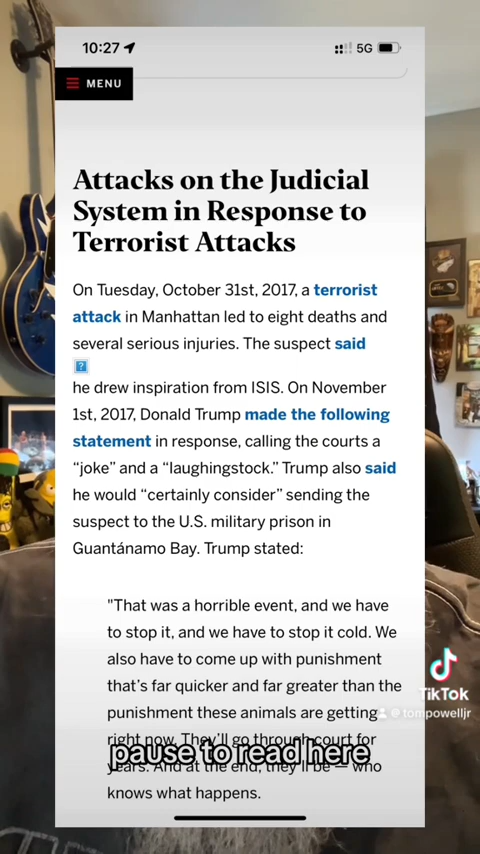 10:27
5G
MENU
Attacks on the Judicial
System in Response to
Terrorist Attacks
On Tuesday, October 31st, 2017, a terrorist
attack in Manhattan led to eight deaths and
several serious injuries. The suspect said
?
he drew inspiration from ISIS. On November
1st, 2017, Donald Trump made the following
statement in response, calling the courts a
“joke” and a “laughingstock.” Trump also said
he would “certainly consider” sending the
suspect to the U.S. military prison in
Guantánamo Bay. Trump stated:
"That was a horrible event, and we have
to stop it, and we have to stop it cold. We
also have to come up with punishment
that’s far quicker and far greater than the
punishment these animals are getting
right now. They’ll go through court for
pause to read here
years. And at the end, they’ll be — who
knows what happens.
TikTok
@tompowelljr